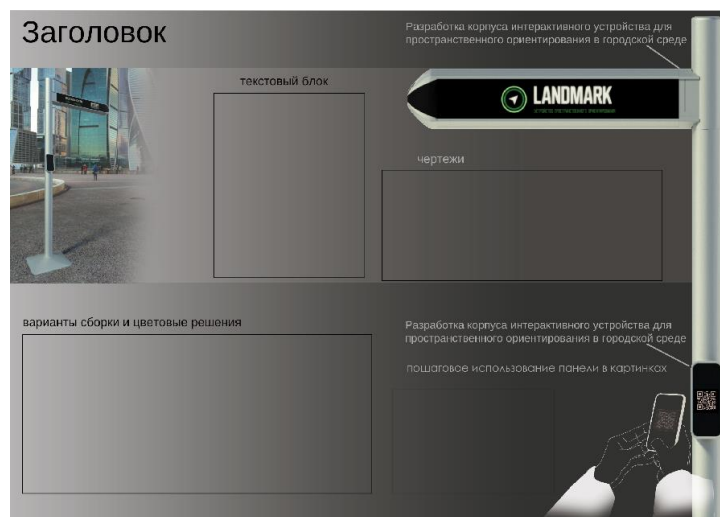 Заголовок
Разработка корпуса интерактивного устройства для
пространственного ориентирования в городской среде
текстовый блок
LANDMARK
чертежи
варианты сборки и цветовые решения
Разработка корпуса интерактивного устройства для
пространственного ориентирования в городской среде
пошаговое использование панели в картинках